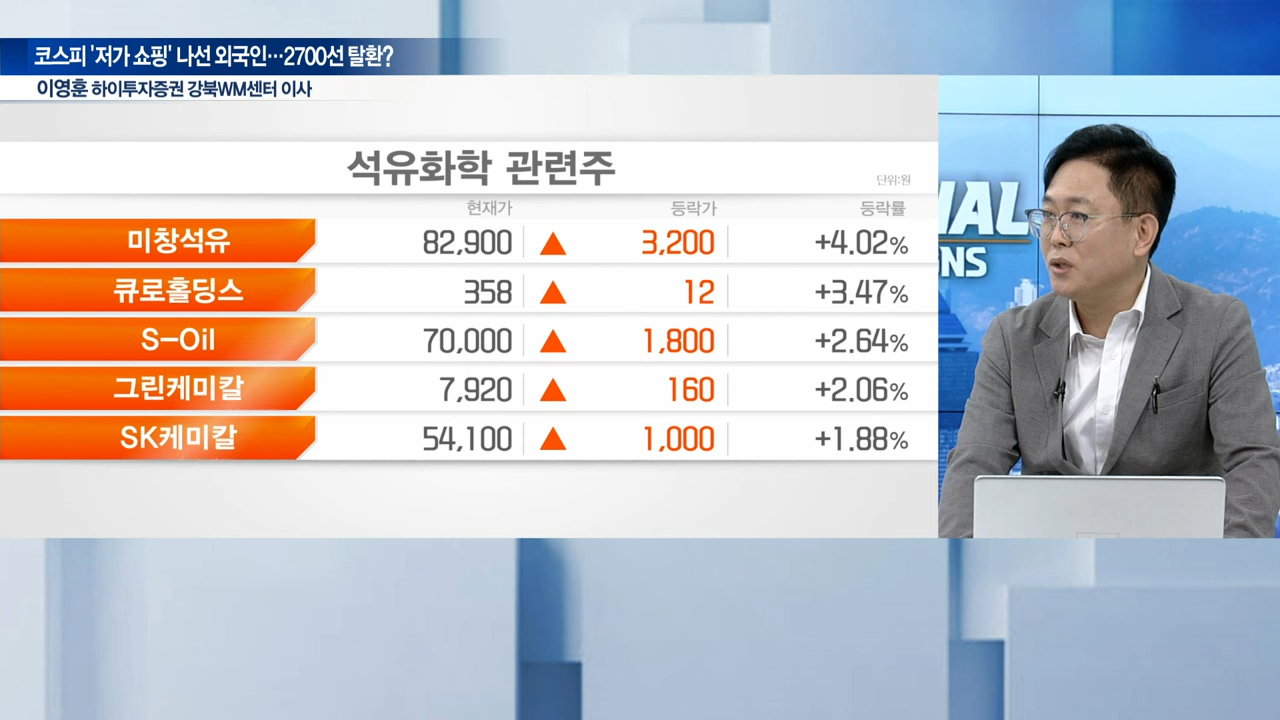 코스피 '저가 쇼핑' 나선 외국인…2700선 탈환?
이영훈 하이투자증권 강북WM센터 이사
석유화학 관련주
단위:원
현재가 등락가 등락률
미창석유 82,900 ▲ 3,200 +4.02%
큐로홀딩스 358 ▲ 12 +3.47%
S-Oil 70,000 ▲ 1,800 +2.64%
그린케미칼 7,920 ▲ 160 +2.06%
SK케미칼 54,100 ▲ 1,000 +1.88%